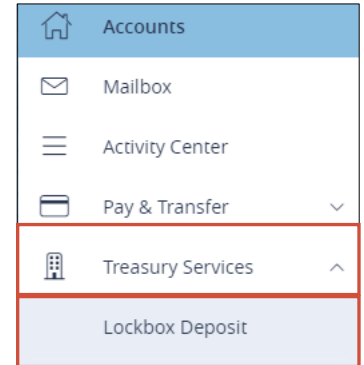 Accounts
Mailbox
Activity Center
Pay & Transfer
Treasury Services
Lockbox Deposit